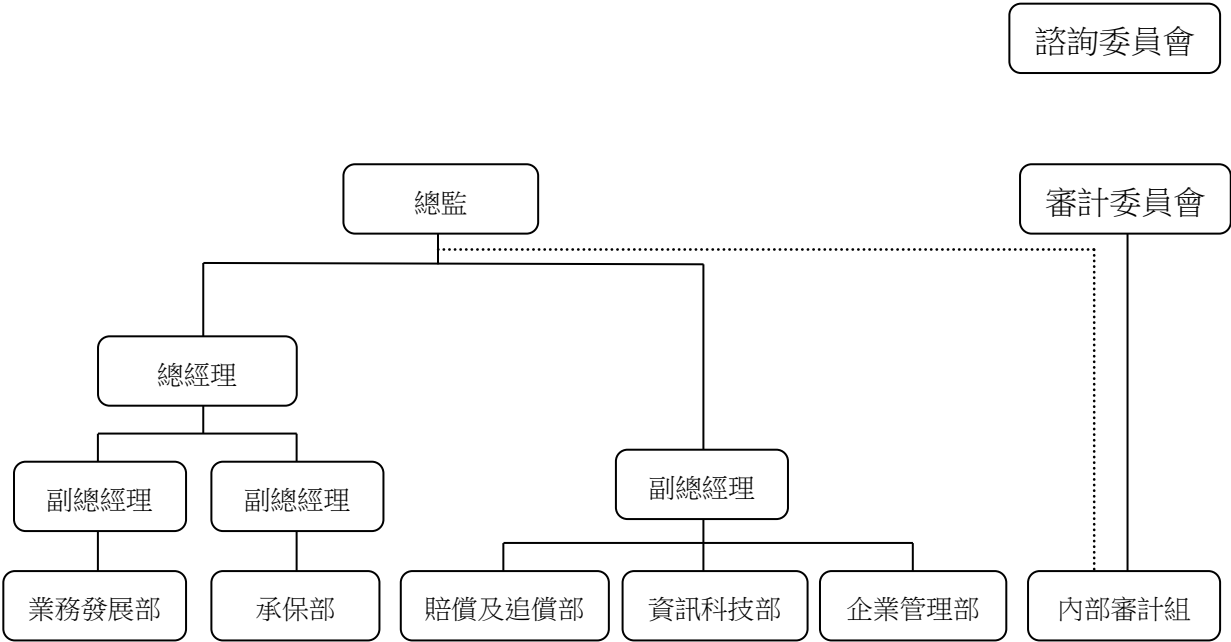 諮詢委員會
總監
審計委員會
總經理
副總經理
副總經理
副總經理
業務發展部
承保部
賠償及追償部
資訊科技部
企業管理部
內部審計組